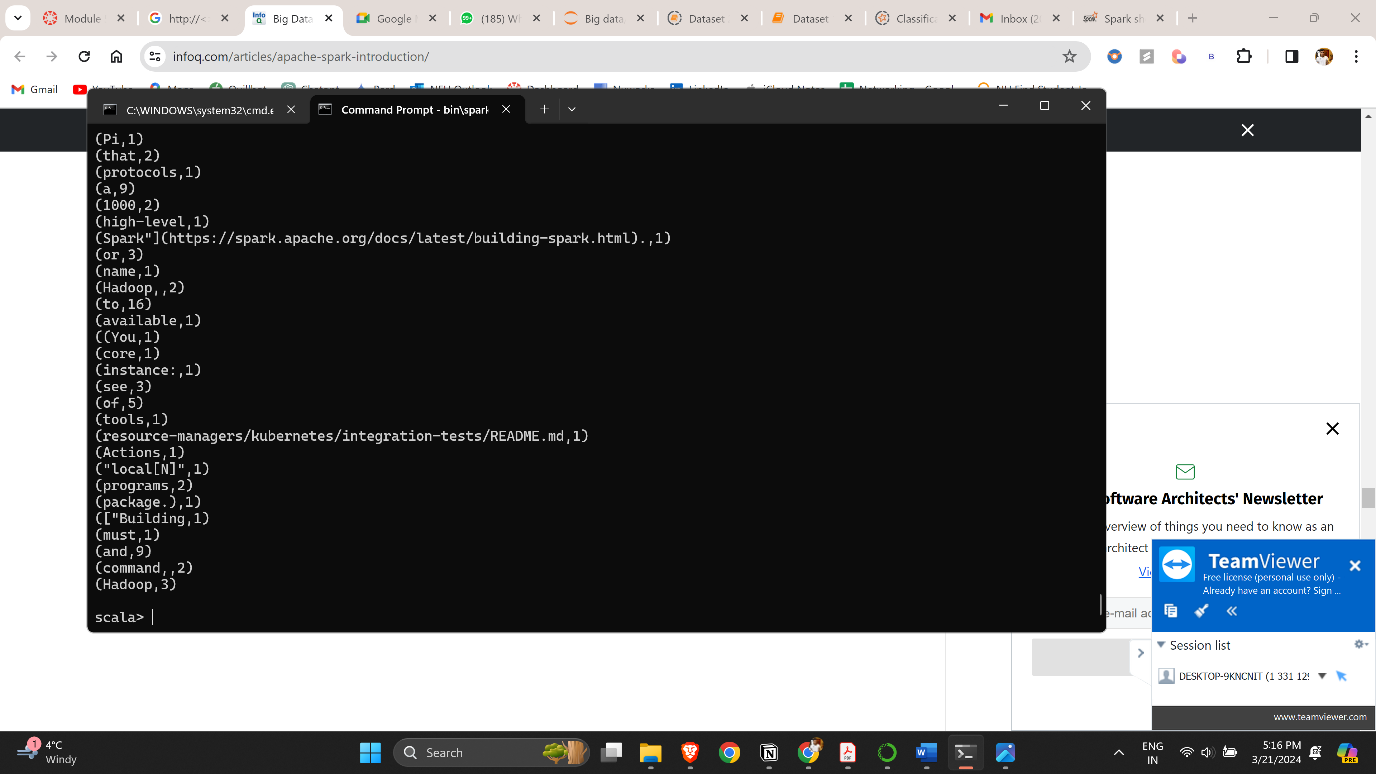 Module
http://<
Big Data
Google
(185) W
Big data
Dataset
Dataset
Classific
Inbox (2
Spark sh
infoq.com/articles/apache-spark-introduction/
Gmail
C:\WINDOWS\system32\cmd.e
Command Prompt - bin\spark
(Pi,1)
(that,2)
(protocols,1)
(a,9)
(1000,2)
(high-level,1)
(Spark"](https://spark.apache.org/docs/latest/building-spark.html).,1)
(or,3)
(name,1)
(Hadoop,,2)
(to,16)
(available,1)
((You,1)
(core,1)
(instance:,1)
(see,3)
(of,5)
(tools,1)
(resource-managers/kubernetes/integration-tests/README.md,1)
(Actions,1)
("local[N]",1)
(programs,2)
(package.),1)
(["Building,1)
(must,1)
(and,9)
(command,,2)
(Hadoop,3)
scala>
oftware Architects' Newsletter
verview of things you need to know as an
rchitect
Vi
e-mail ad
TeamViewer
Free license (personal use only) -
Already have an account? Sign ...
Session list
DESKTOP-9KNCNIT (1 331 129
www.teamviewer.com
1
4°C
Windy
Search
PDF
ENG
IN
5:16 PM
3/21/2024
PRE